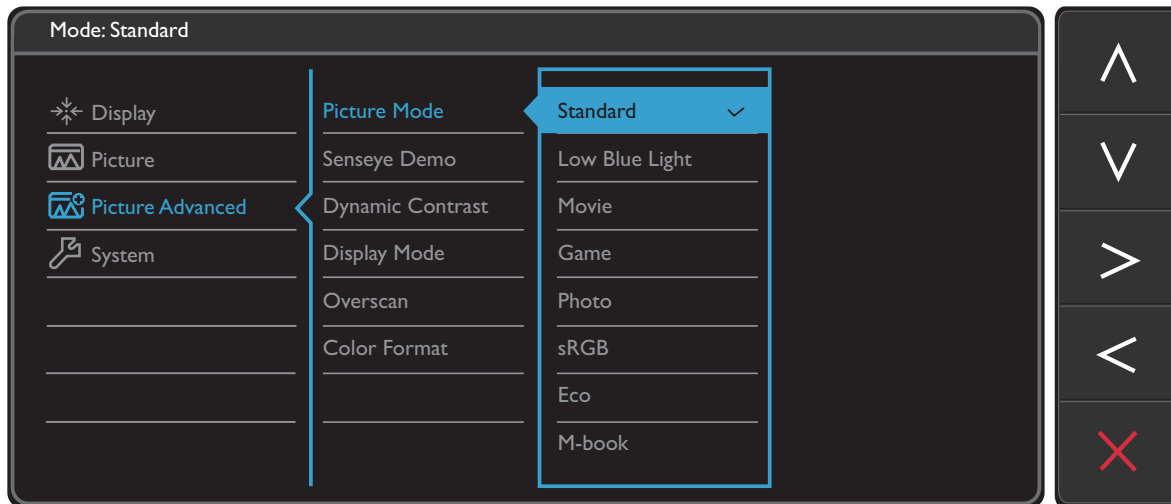 Mode: Standard
Display
Picture
Picture Advanced
System
Picture Mode
Senseye Demo
Dynamic Contrast
Display Mode
Overscan
Color Format
Standard
Low Blue Light
Movie
Game
Photo
sRGB
Eco
M-book